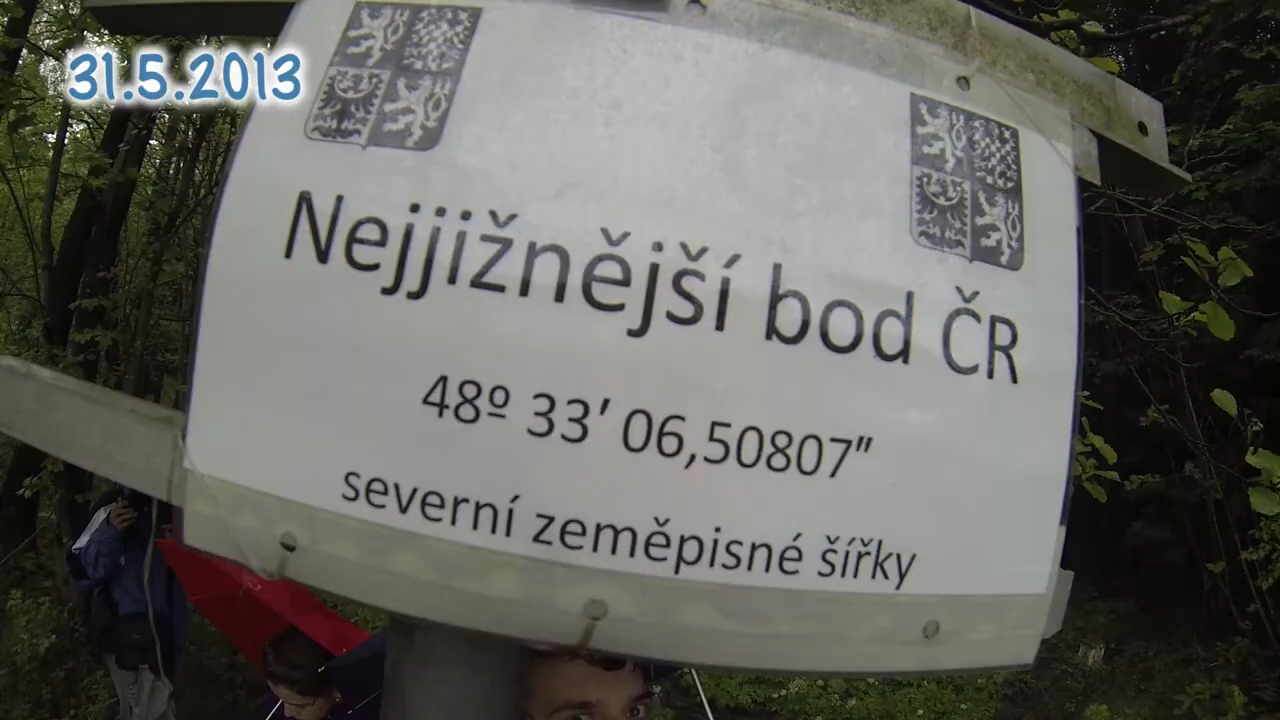 31.5.2013
Nejjižnější bod ČR
48º 33′ 06,50807″
severní zeměpisné šířky